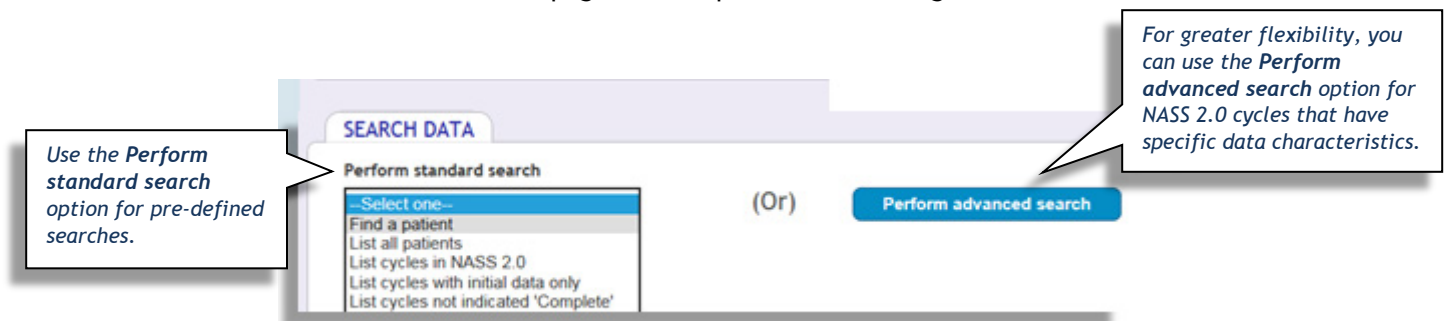 For greater flexibility, you
can use the Perform
advanced search option for
NASS 2.0 cycles that have
specific data characteristics.
SEARCH DATA
Use the Perform
standard search
option for pre-defined
searches.
Perform standard search
--Select one--
Find a patient
List all patients
List cycles in NASS 2.0
List cycles with initial data only
List cycles not indicated 'Complete'
(Or)
Perform advanced search